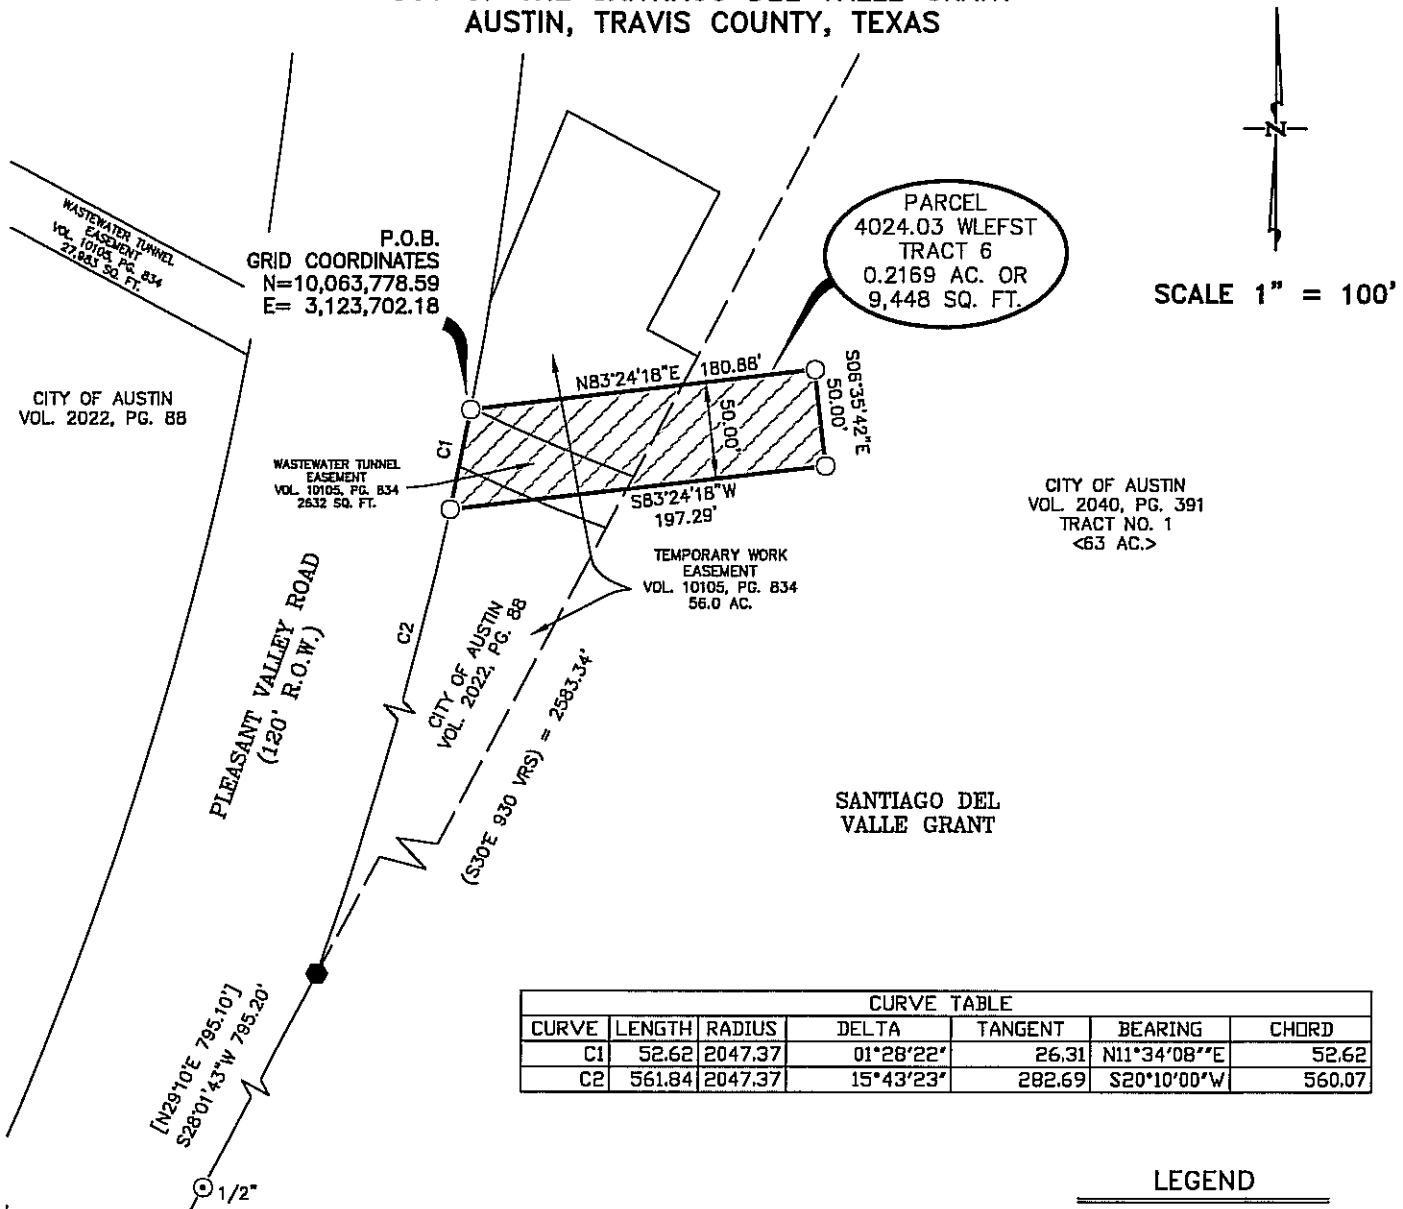 AUSTIN, TRAVIS COUNTY, TEXAS
N
SCALE 1" = 100'
WASTEWATER TUNNEL
EASEMENT
VOL. 10105, PG. 834
27,983 SQ. FT.
P.O.B.
GRID COORDINATES
N=10,063,778.59
E= 3,123,702.18
PARCEL
4024.03 WLEFST
TRACT 6
0.2169 AC. OR
9,448 SQ. FT.
CITY OF AUSTIN
VOL. 2022, PG. 88
N83°24'18"E 180.88'
S06°35'42"E
50.00'
50.00'
C1
WASTEWATER TUNNEL
EASEMENT
VOL. 10105, PG. 834
2632 SQ. FT.
S83°24'18"W
197.29'
CITY OF AUSTIN
VOL. 2040, PG. 391
TRACT NO. 1
<63 AC.>
TEMPORARY WORK
EASEMENT
VOL. 10105, PG. 834
56.0 AC.
PLEASANT VALLEY ROAD
(120' R.O.W.)
C2
CITY OF AUSTIN
VOL. 2022, PG. 88
(S30°E 930 VRS) = 2583.34'
SANTIAGO DEL
VALLE GRANT
[N29°10'E 795.10']
S28°01'43"W 795.20'
1/2"
CURVE TABLE
CURVE LENGTH RADIUS DELTA TANGENT BEARING CHORD
C1 52.62 2047.37 01°28'22" 26.31 N11°34'08""E 52.62
C2 561.84 2047.37 15°43'23" 282.69 S20°10'00"W 560.07
LEGEND